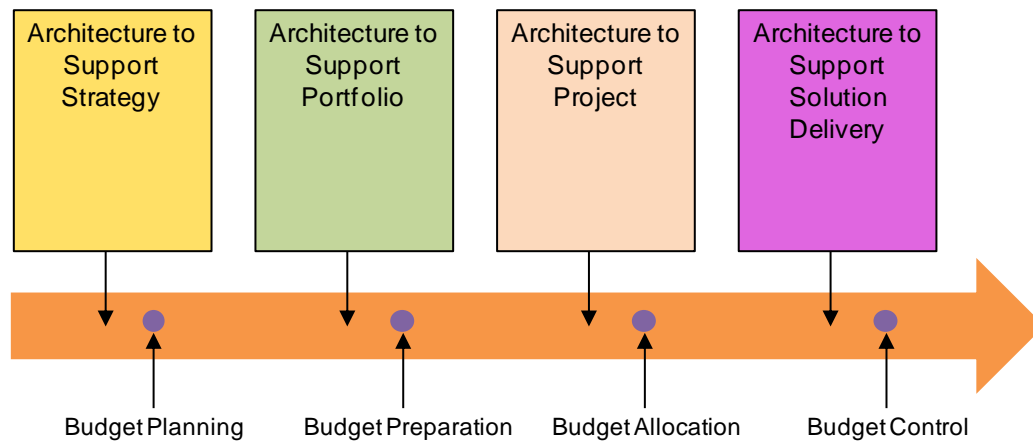 Architecture to
Support
Strategy
Architecture to
Support
Portfolio
Architecture to
Support
Project
Architecture to
Support
Solution
Delivery
Budget Planning
Budget Preparation
Budget Allocation
Budget Control